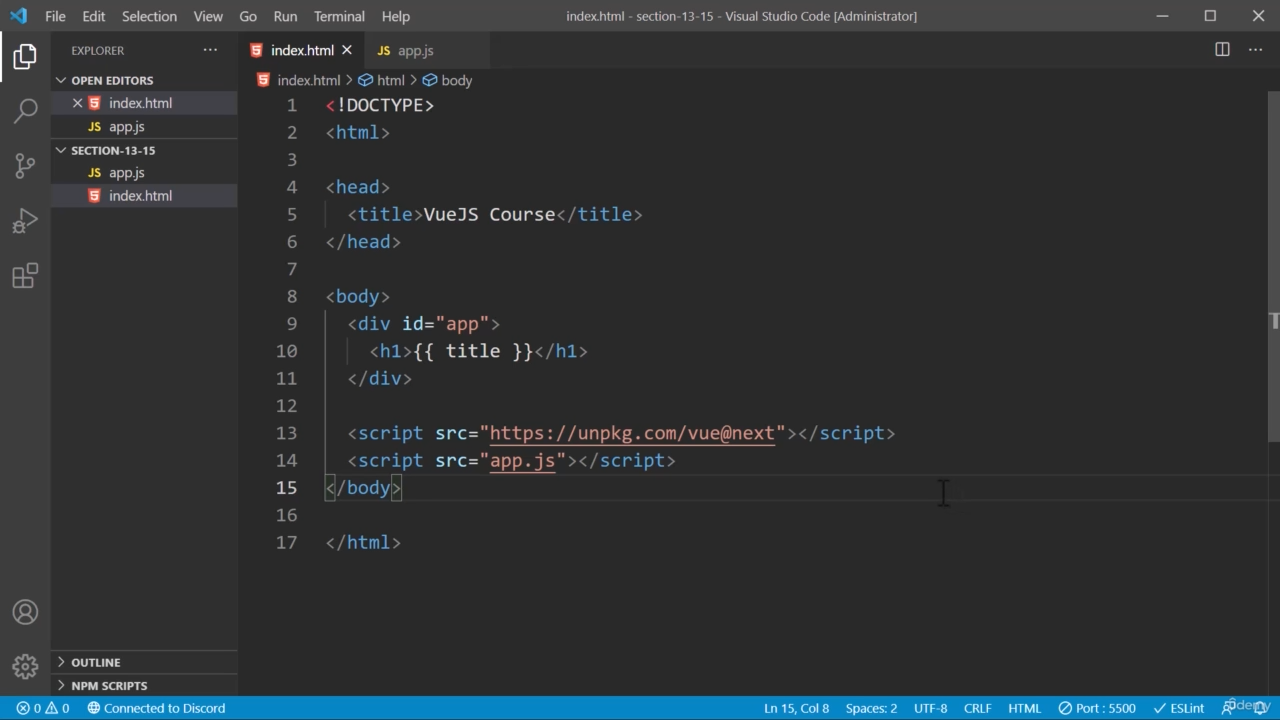 File Edit Selection View Go Run Terminal Help index.html - section-13-15 - Visual Studio Code [Administrator]
EXPLORER
index.html
JS app.js
OPEN EDITORS
index.html > html > body
index.html
JS app.js
SECTION-13-15
JS app.js
index.html
1 <!DOCTYPE>
2 <html>
3
4 <head>
5 <title>VueJS Course</title>
6 </head>
7
8 <body>
9 <div id="app">
10 <h1>{{ title }}</h1>
11 </div>
12
13 <script src="https://unpkg.com/vue@next"></script>
14 <script src="app.js"></script>
15 </body>
16
17 </html>
OUTLINE
NPM SCRIPTS
0 0 Connected to Discord Ln 15, Col 8 Spaces: 2 UTF-8 CRLF HTML Port : 5500 ESLint
Udemy